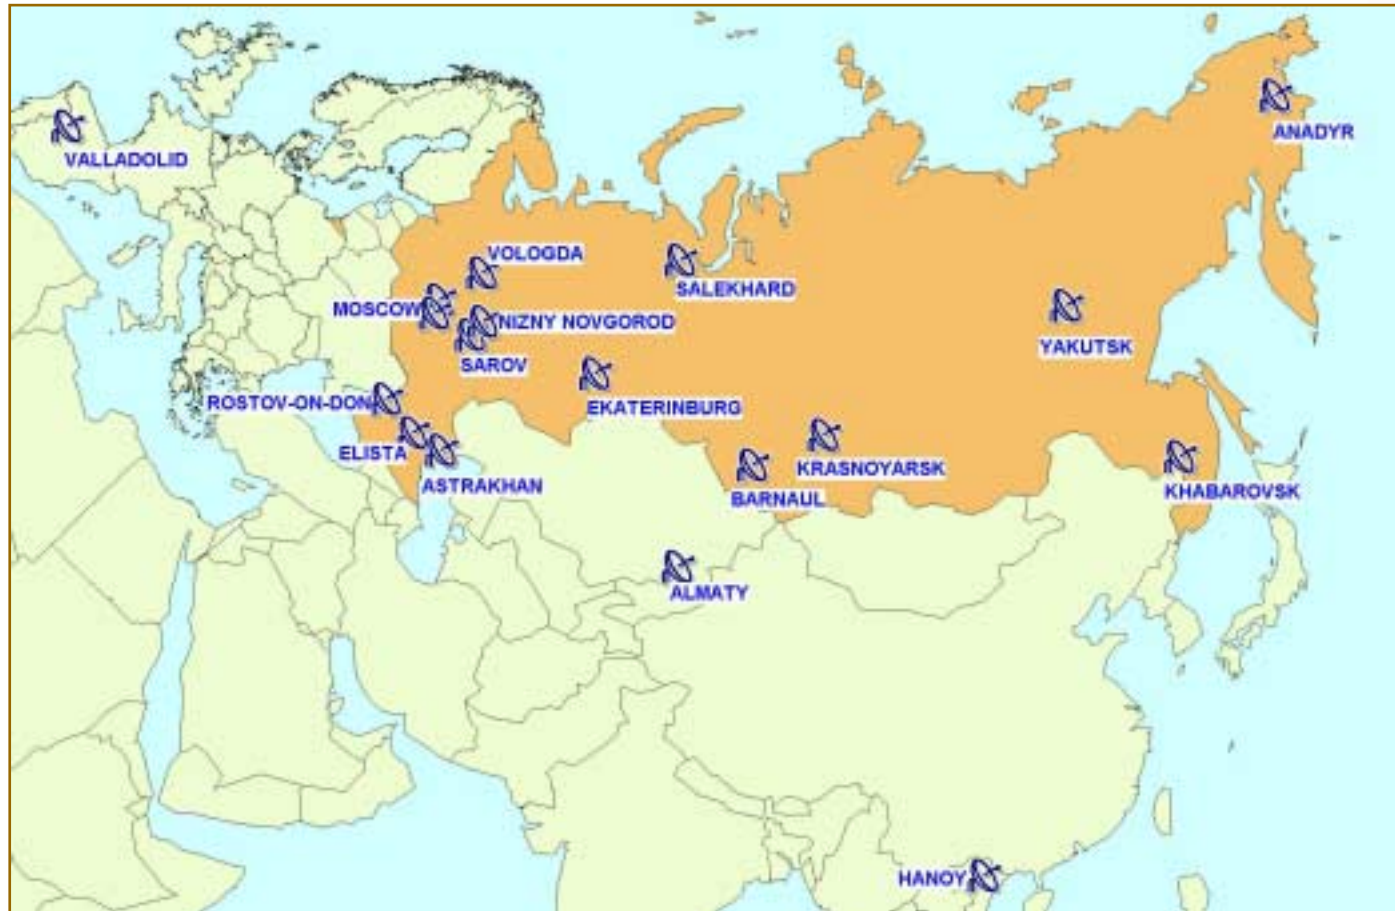 ANADYR
VALLADOLID
VOLOGDA
SALEKHARD
MOSCOW
NIZNY NOVGOROD
YAKUTSK
SAROV
ROSTOV-ON-DON
EKATERINBURG
ELISTA
KRASNOYARSK
ASTRAKHAN
BARNAUL
KHABAROVSK
ALMATY
HANOY